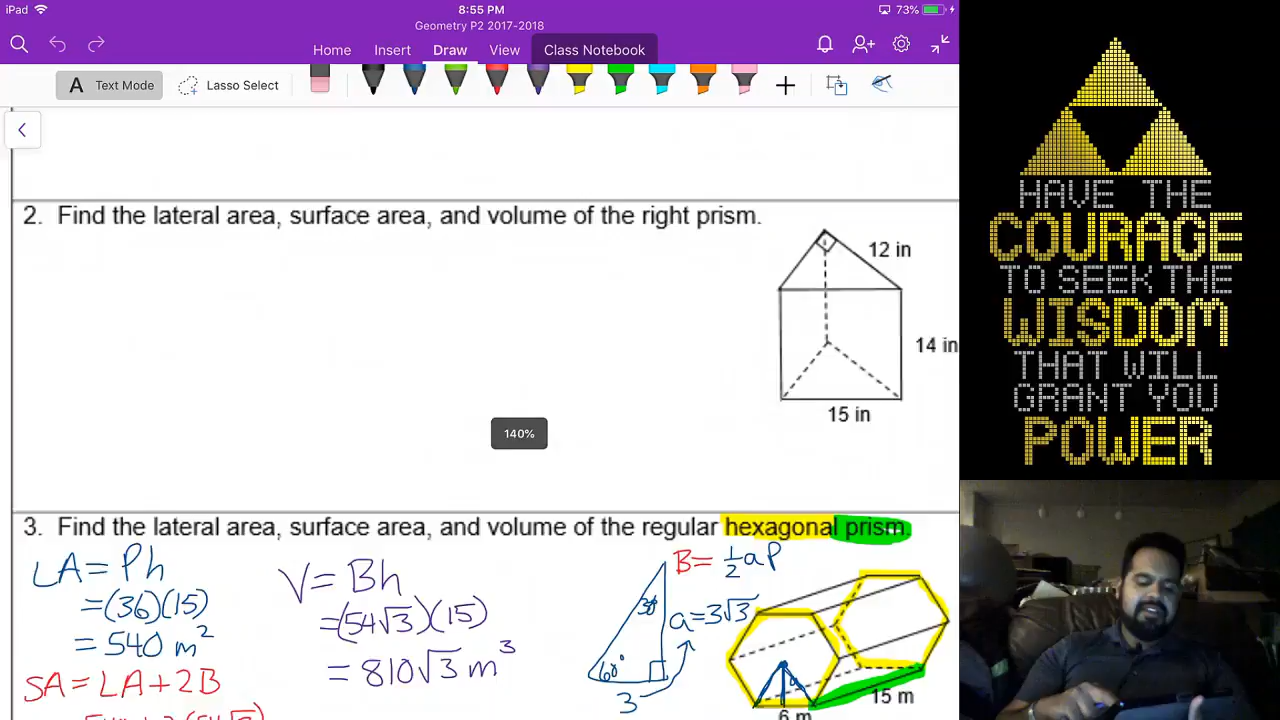 iPad 8:55 PM 73%
Geometry P2 2017-2018
Home Insert Draw View Class Notebook
A Text Mode Lasso Select
2. Find the lateral area, surface area, and volume of the right prism.
12 in
14 in
15 in
140%
3. Find the lateral area, surface area, and volume of the regular hexagonal prism.
LA = Ph
= (36)(15)
= 540 m²
SA = LA + 2B
V = Bh
= (54√3)(15)
= 810√3 m³
B = ½aP
30°
a = 3√3
60°
3
a
15 m
6 m
HAVE THE
COURAGE
TO SEEK THE
WISDOM
THAT WILL
GRANT YOU
POWER